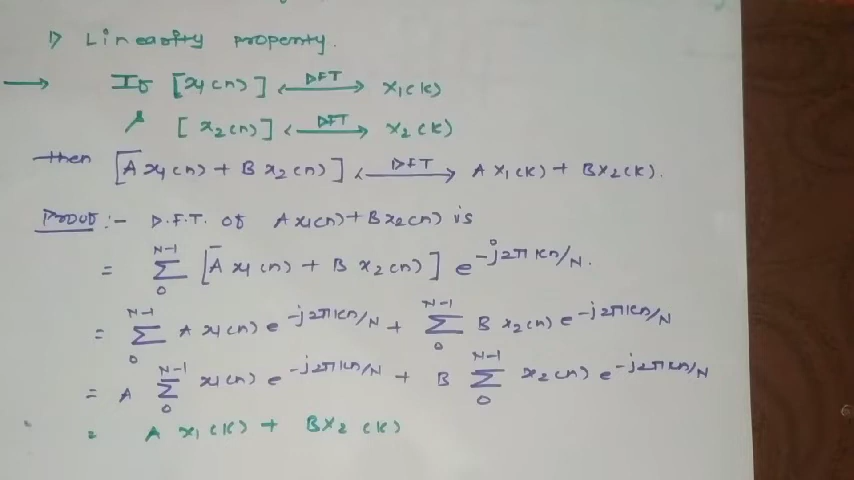 1) Linearity property.
→ If [x₁(n)] ⟷DFT x₁(k)
& [x₂(n)] ⟷DFT x₂(k)
then [A x₁(n) + B x₂(n)] ⟷DFT A x₁(k) + B x₂(k).
Proof :- D.F.T. of A x₁(n) + B x₂(n) is
= ∑₀^{N-1} [A x₁(n) + B x₂(n)] e^{-j2πkn/N}.
= ∑₀^{N-1} A x₁(n) e^{-j2πkn/N} + ∑₀^{N-1} B x₂(n) e^{-j2πkn/N}
= A ∑₀^{N-1} x₁(n) e^{-j2πkn/N} + B ∑₀^{N-1} x₂(n) e^{-j2πkn/N}
= A x₁(k) + B x₂(k)